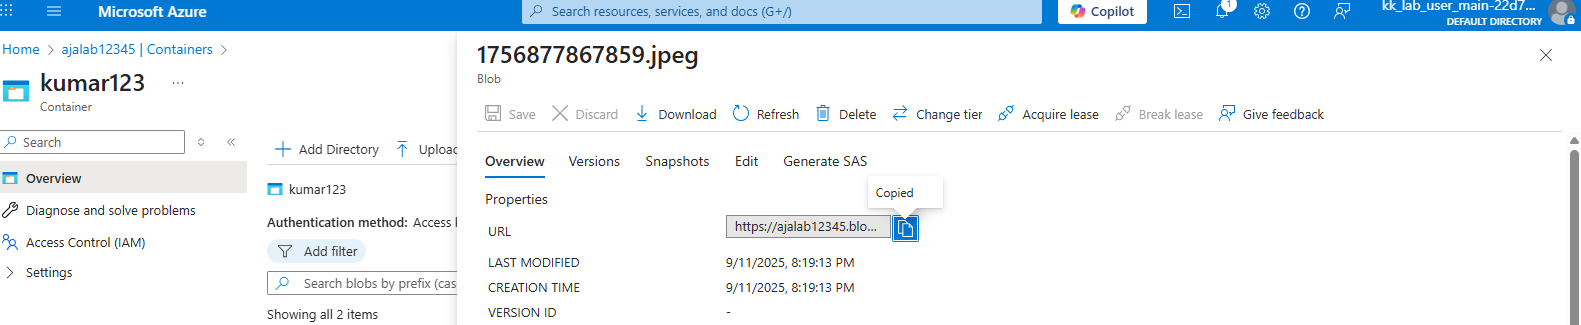 Microsoft Azure
Search resources, services, and docs (G+/)
Copilot
1
kk_lab_user_main-22d7...
DEFAULT DIRECTORY
Home > ajalab12345 | Containers >
kumar123 ...
Container
Search
Overview
Diagnose and solve problems
Access Control (IAM)
Settings
Add Directory
Upload
kumar123
Authentication method: Access
Add filter
Search blobs by prefix (cas
Showing all 2 items
1756877867859.jpeg
Blob
Save Discard Download Refresh Delete Change tier Acquire lease Break lease Give feedback
Overview Versions Snapshots Edit Generate SAS
Copied
Properties
URL https://ajalab12345.blo...
LAST MODIFIED 9/11/2025, 8:19:13 PM
CREATION TIME 9/11/2025, 8:19:13 PM
VERSION ID -